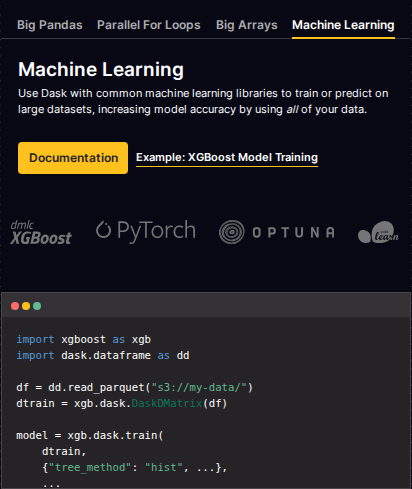 Big Pandas Parallel For Loops Big Arrays Machine Learning
Machine Learning
Use Dask with common machine learning libraries to train or predict on
large datasets, increasing model accuracy by using all of your data.
Documentation Example: XGBoost Model Training
dmlc
XGBoost PyTorch OPTUNA learn
import xgboost as xgb
import dask.dataframe as dd
df = dd.read_parquet("s3://my-data/")
dtrain = xgb.dask.DaskDMatrix(df)
model = xgb.dask.train(
    dtrain,
    {"tree_method": "hist", ...},
    ...